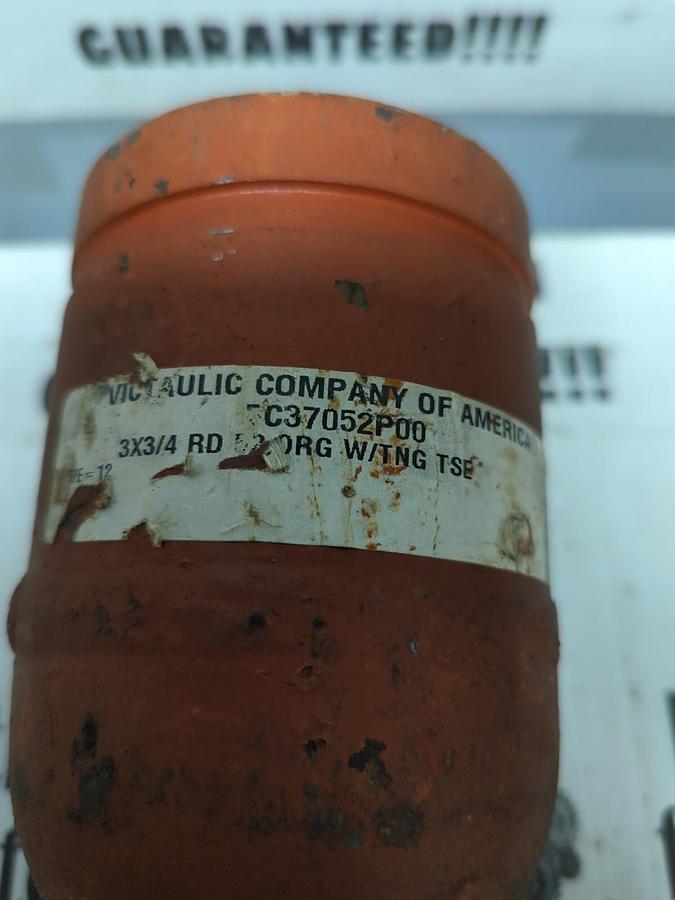 GUARANTEED!!!!
VICTAULIC COMPANY OF AMERICA
C37052P00
3X3/4 RD ORG W/TNG TSE